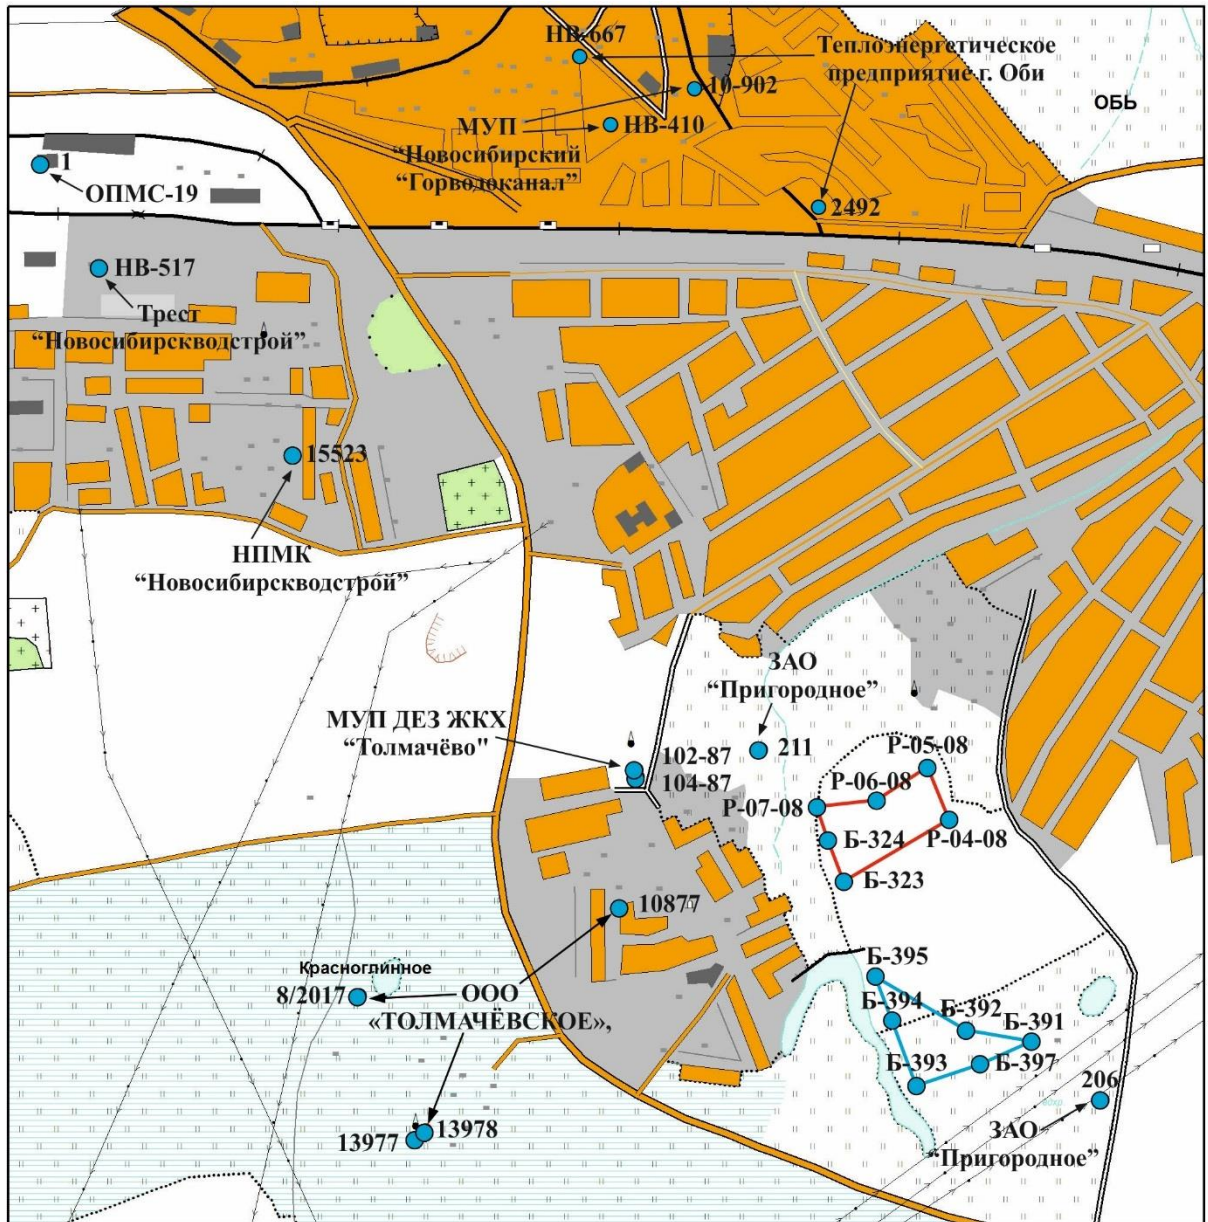 НВ-667
Теплоэнергетическое
предприятие г. Оби
10-902
ОБЬ
МУП
НВ-410
“Новосибирский
“Горводоканал”
1
ОПМС-19
2492
НВ-517
Трест
“Новосибирскводстрой”
15523
НПМК
“Новосибирскводстрой”
ЗАО
“Пригородное”
МУП ДЕЗ ЖКХ
“Толмачёво"
211
102-87
104-87
Р-05-08
Р-06-08
Р-07-08
Р-04-08
Б-324
Б-323
10877
Красноглинное
8/2017
ООО
«ТОЛМАЧЁВСКОЕ»,
Б-395
Б-394
Б-392
Б-391
Б-393
Б-397
206
ЗАО
“Пригородное”
13978
13977